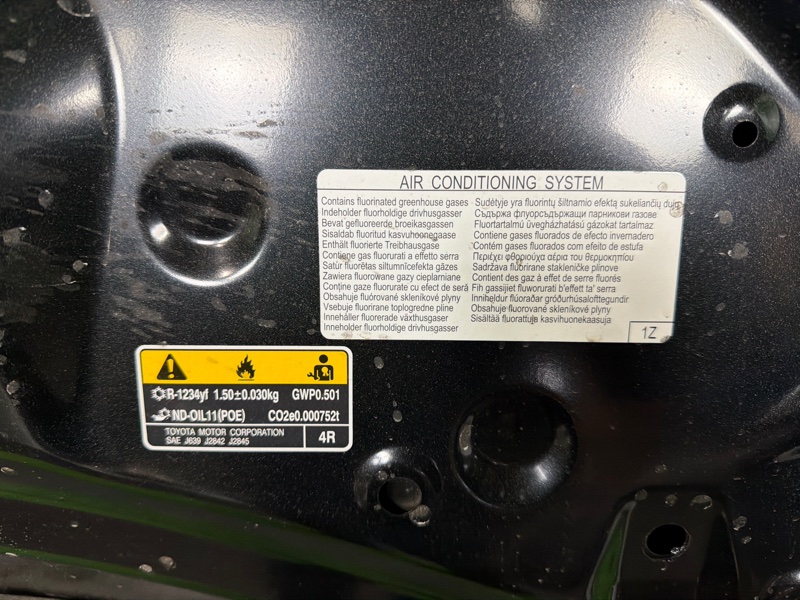 AIR CONDITIONING SYSTEM
Contains fluorinated greenhouse gases
Indeholder fluorholdige drivhusgasser
Bevat gefluoreerde broeikasgassen
Sisaldab fluoritud kasvuhoonegaase
Enthält fluorierte Treibhausgase
Contiene gas fluorurati a effetto serra
Satur fluorētas siltumnīcefekta gāzes
Zawiera fluorowane gazy cieplarniane
Conţine gaze fluorurate cu efect de seră
Obsahuje fluórované skleníkové plyny
Vsebuje fluorirane toplogredne pline
Innehåller fluorerade växthusgaser
Inneholder fluorholdige drivhusgasser
Sudėtyje yra fluorintų šiltnamio efektą sukeliančių dujų
Съдържа флуорсъдържащи парникови газове
Fluortartalmú üvegházhatású gázokat tartalmaz
Contiene gases fluorados de efecto invernadero
Contém gases fluorados com efeito de estufa
Περιέχει φθοριούχα αέρια του θερμοκηπίου
Sadržava fluorirane stakleničke plinove
Contient des gaz à effet de serre fluorés
Fih gassijiet fluworurati b'effett ta' serra
Inniheldur flúoraðar gróðurhúsalofttegundir
Obsahuje fluorované skleníkové plyny
Sisältää fluorattuja kasvihuonekaasuja
1Z
R-1234yf 1.50±0.030kg GWP0.501
ND-OIL11(POE) CO2e0.000752t
TOYOTA MOTOR CORPORATION
SAE J639 J2842 J2845
4R